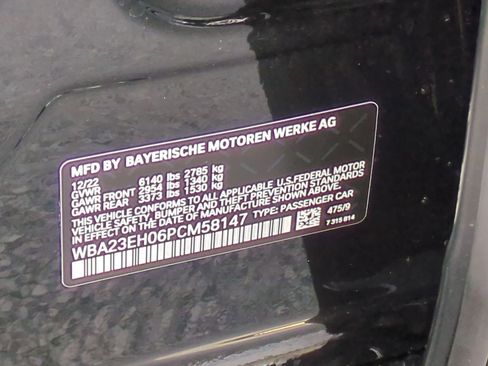 MFD BY BAYERISCHE MOTOREN WERKE AG
12/22
GVWR 6140 lbs 2785 kg
GAWR FRONT 2954 lbs 1340 kg
GAWR REAR 3373 lbs 1530 kg
THIS VEHICLE CONFORMS TO ALL APPLICABLE U.S.FEDERAL MOTOR
VEHICLE SAFETY, BUMPER AND THEFT PREVENTION STANDARDS
IN EFFECT ON THE DATE OF MANUFACTURE SHOWN ABOVE.
WBA23EH06PCM58147 TYPE: PASSENGER CAR
475/9
7 315 814